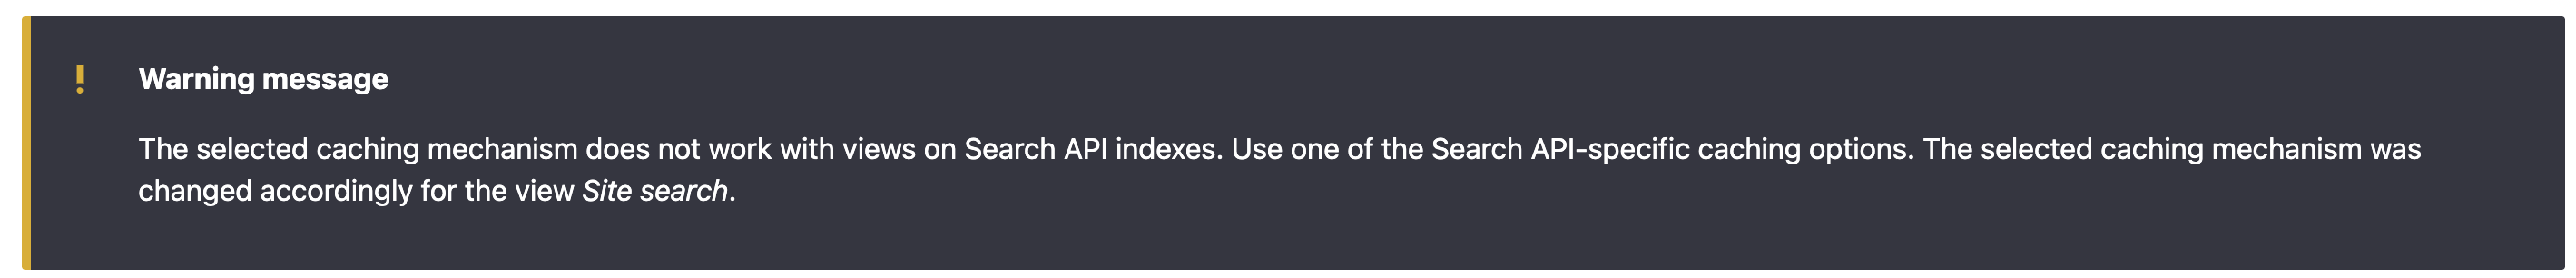 Warning message
The selected caching mechanism does not work with views on Search API indexes. Use one of the Search API-specific caching options. The selected caching mechanism was
changed accordingly for the view Site search.